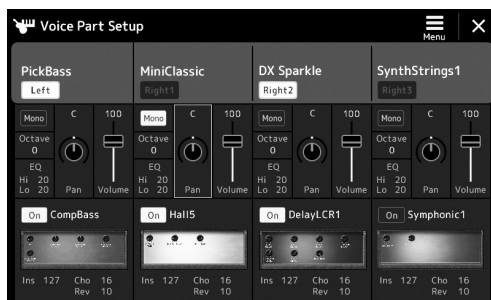 Voice Part Setup
Menu
PickBass MiniClassic DX Sparkle SynthStrings1
Left Right1 Right2 Right3
Mono C 100 Mono C 100 Mono C 100 Mono C 100
Octave Octave Octave Octave
0 0 0 0
EQ EQ EQ EQ
Hi 20 Hi 20 Hi 20 Hi 20
Lo 20 Pan Volume Lo 20 Pan Volume Lo 20 Pan Volume Lo 20 Pan Volume
On CompBass On Hall5 On DelayLCR1 On Symphonic1
Ins 127 Cho 16 Ins 127 Cho 16 Ins 127 Cho 16 Ins 127 Cho 16
Rev 10 Rev 10 Rev 10 Rev 10